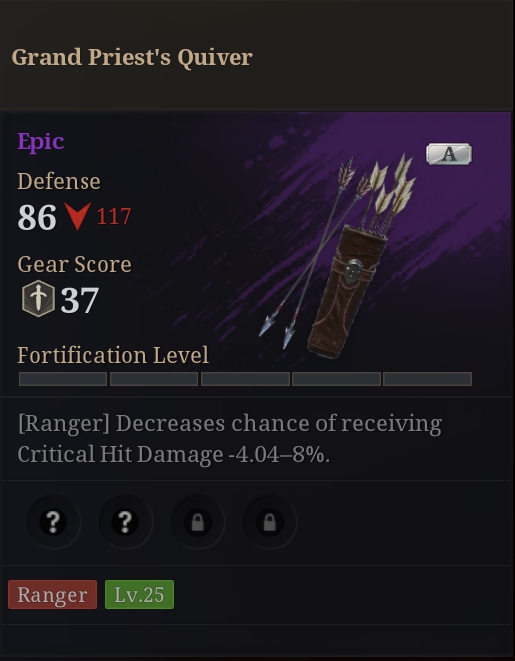 Grand Priest's Quiver
Epic
A
Defense
86 117
Gear Score
37
Fortification Level
[Ranger] Decreases chance of receiving
Critical Hit Damage -4.04–8%.
? ?
Ranger Lv.25